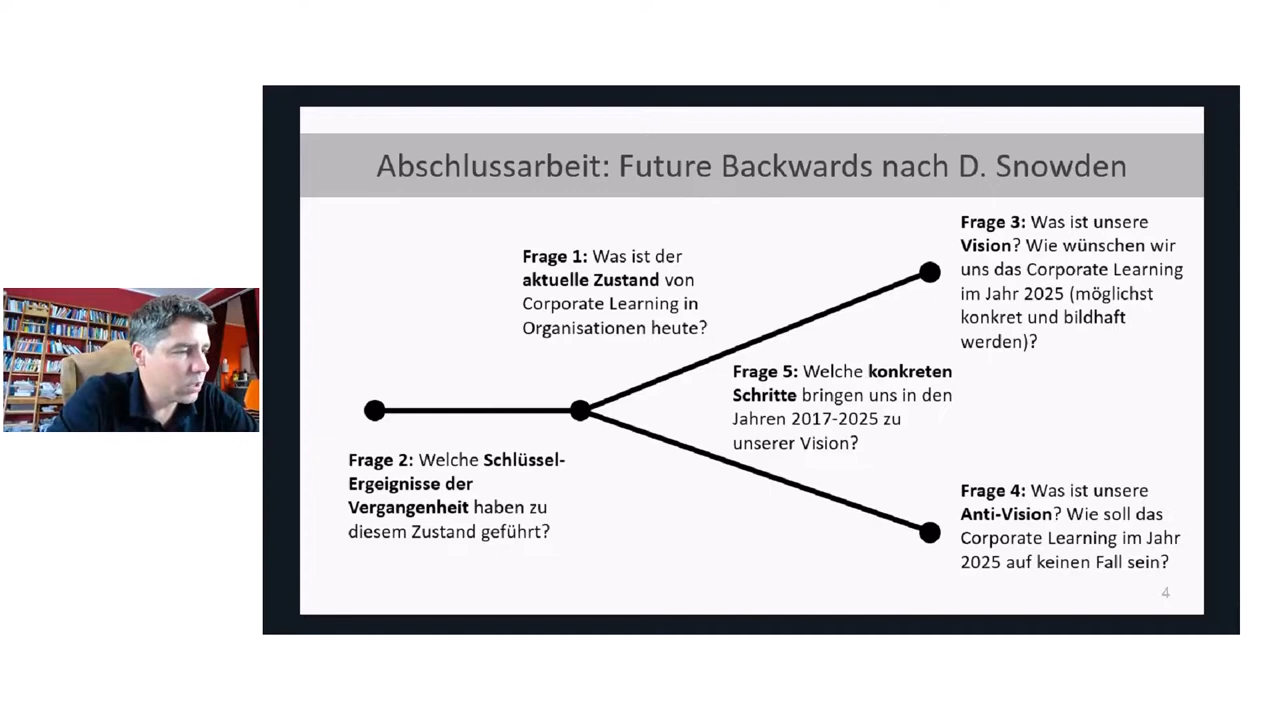 Abschlussarbeit: Future Backwards nach D. Snowden
Frage 1: Was ist der
aktuelle Zustand von
Corporate Learning in
Organisationen heute?
Frage 2: Welche Schlüssel-
Ergeignisse der
Vergangenheit haben zu
diesem Zustand geführt?
Frage 3: Was ist unsere
Vision? Wie wünschen wir
uns das Corporate Learning
im Jahr 2025 (möglichst
konkret und bildhaft
werden)?
Frage 5: Welche konkreten
Schritte bringen uns in den
Jahren 2017-2025 zu
unserer Vision?
Frage 4: Was ist unsere
Anti-Vision? Wie soll das
Corporate Learning im Jahr
2025 auf keinen Fall sein?
4